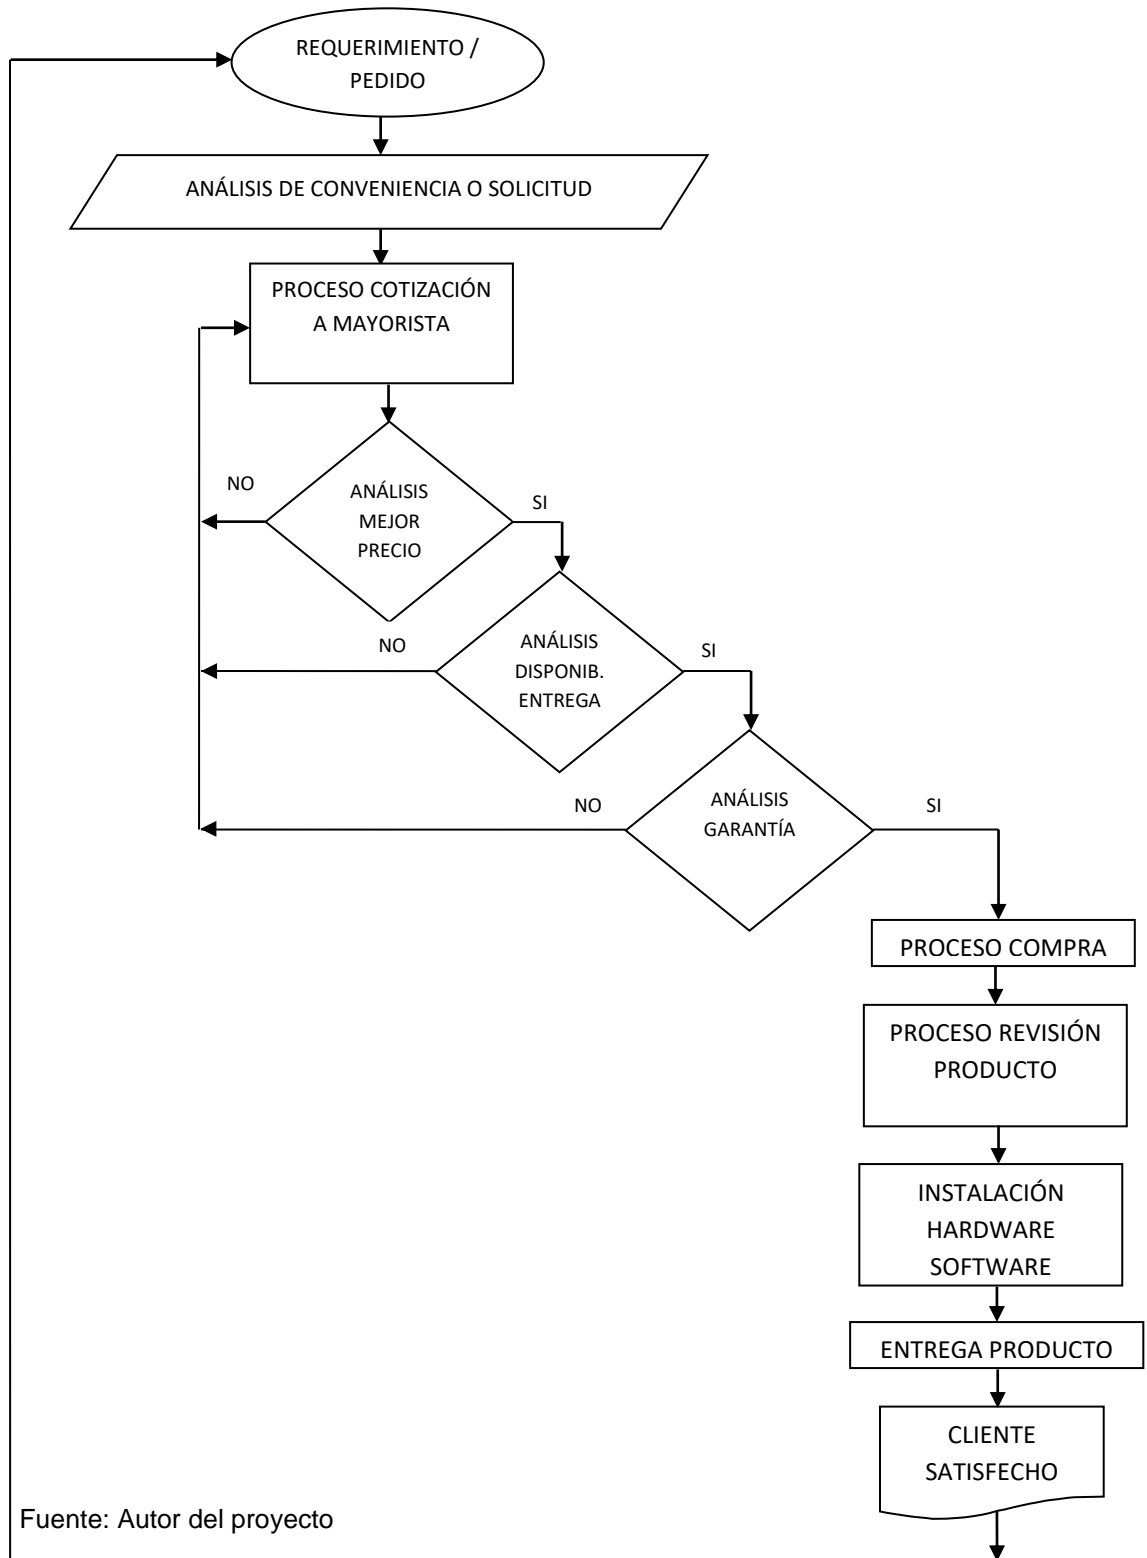 REQUERIMIENTO /
PEDIDO
ANÁLISIS DE CONVENIENCIA O SOLICITUD
PROCESO COTIZACIÓN
A MAYORISTA
NO
ANÁLISIS
MEJOR
PRECIO
SI
NO
ANÁLISIS
DISPONIB.
ENTREGA
SI
NO
ANÁLISIS
GARANTÍA
SI
PROCESO COMPRA
PROCESO REVISIÓN
PRODUCTO
INSTALACIÓN
HARDWARE
SOFTWARE
ENTREGA PRODUCTO
CLIENTE
SATISFECHO
Fuente: Autor del proyecto